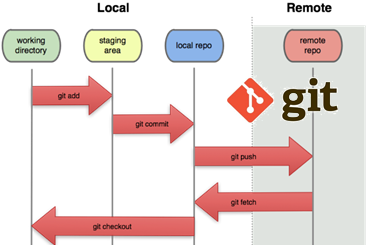 Local
Remote
working
directory
staging
area
local repo
remote
repo
git add
git commit
git
git push
git fetch
git checkout